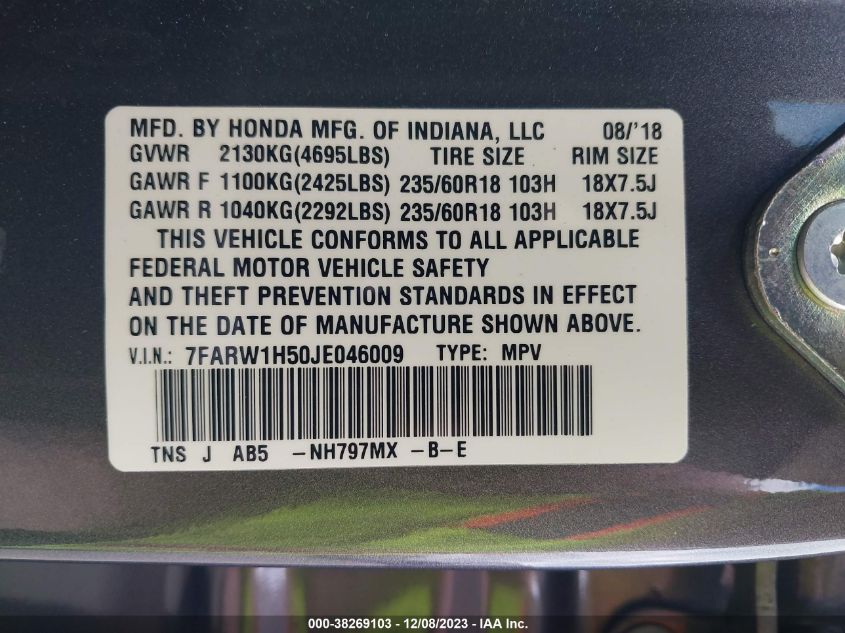 MFD. BY HONDA MFG. OF INDIANA, LLC 08/'18
GVWR 2130KG(4695LBS) TIRE SIZE RIM SIZE
GAWR F 1100KG(2425LBS) 235/60R18 103H 18X7.5J
GAWR R 1040KG(2292LBS) 235/60R18 103H 18X7.5J
THIS VEHICLE CONFORMS TO ALL APPLICABLE
FEDERAL MOTOR VEHICLE SAFETY
AND THEFT PREVENTION STANDARDS IN EFFECT
ON THE DATE OF MANUFACTURE SHOWN ABOVE.
V.I.N.: 7FARW1H50JE046009 TYPE: MPV
TNS J AB5 -NH797MX -B-E
000-38269103 - 12/08/2023 - IAA Inc.